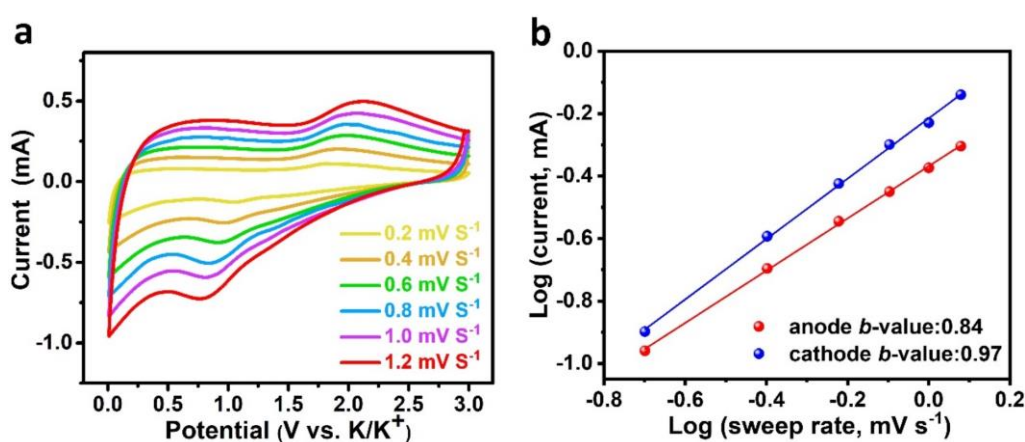 a
Current (mA)
0.5
0.0
-0.5
-1.0
0.2 mV S⁻¹
0.4 mV S⁻¹
0.6 mV S⁻¹
0.8 mV S⁻¹
1.0 mV S⁻¹
1.2 mV S⁻¹
0.0 0.5 1.0 1.5 2.0 2.5 3.0
Potential (V vs. K/K⁺)
b
Log (current, mA)
0.0
-0.2
-0.4
-0.6
-0.8
-1.0
anode b-value:0.84
cathode b-value:0.97
-0.8 -0.6 -0.4 -0.2 0.0 0.2
Log (sweep rate, mV s⁻¹)